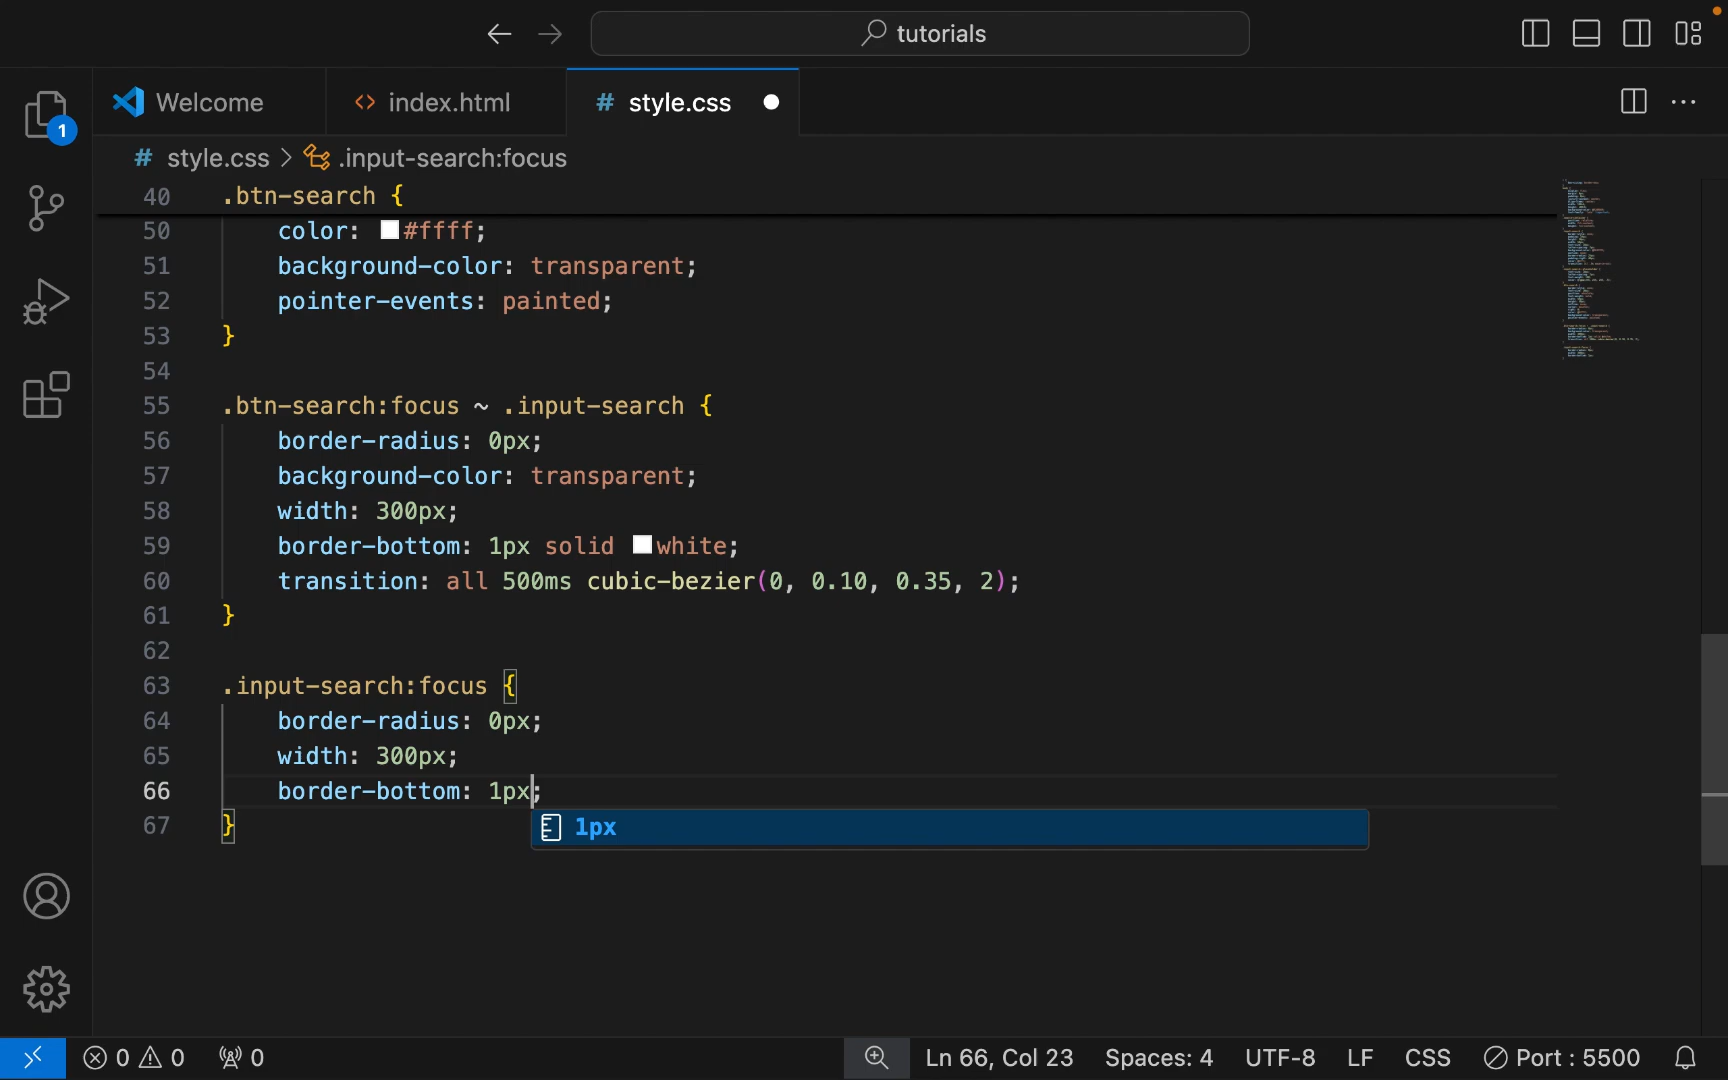 tutorials
Welcome
index.html
# style.css
1
# style.css > .input-search:focus
40 .btn-search {
50 color: #ffff;
51 background-color: transparent;
52 pointer-events: painted;
53 }
54
55 .btn-search:focus ~ .input-search {
56 border-radius: 0px;
57 background-color: transparent;
58 width: 300px;
59 border-bottom: 1px solid white;
60 transition: all 500ms cubic-bezier(0, 0.10, 0.35, 2);
61 }
62
63 .input-search:focus {
64 border-radius: 0px;
65 width: 300px;
66 border-bottom: 1px;
67 }
1px
0 0 0 Ln 66, Col 23 Spaces: 4 UTF-8 LF CSS Port : 5500